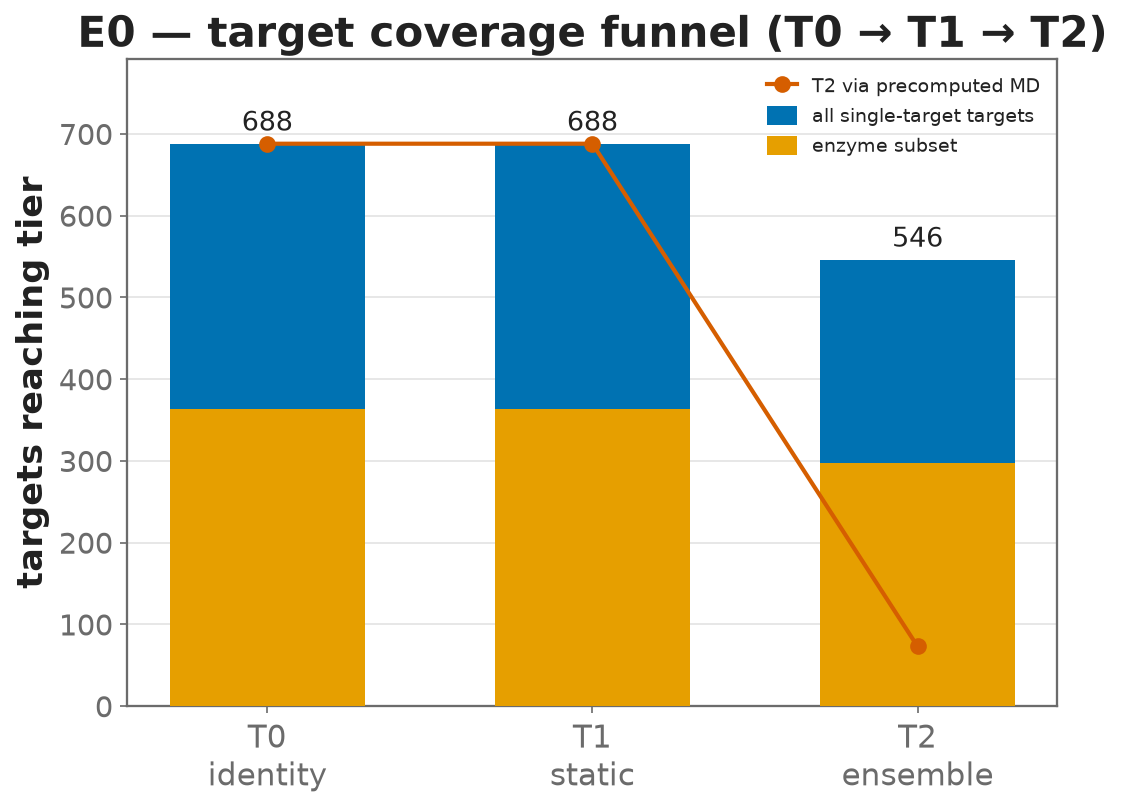 E0 — target coverage funnel (T0 → T1 → T2)
T2 via precomputed MD
all single-target targets
enzyme subset
688
688
546
targets reaching tier
700
600
500
400
300
200
100
0
T0
identity
T1
static
T2
ensemble